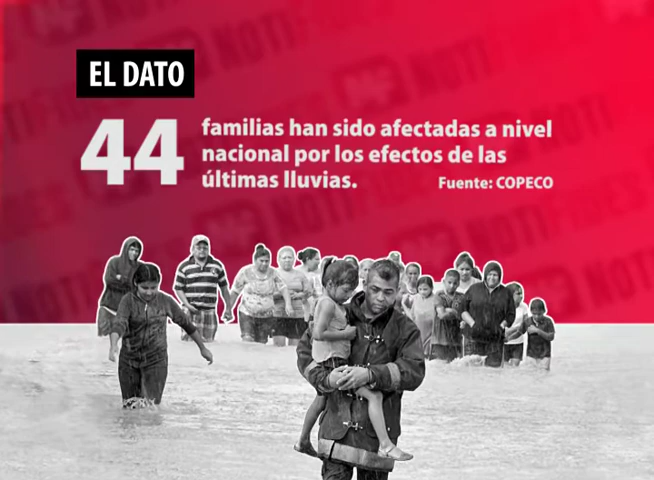 EL DATO
44 familias han sido afectadas a nivel
nacional por los efectos de las
últimas lluvias.
Fuente: COPECO